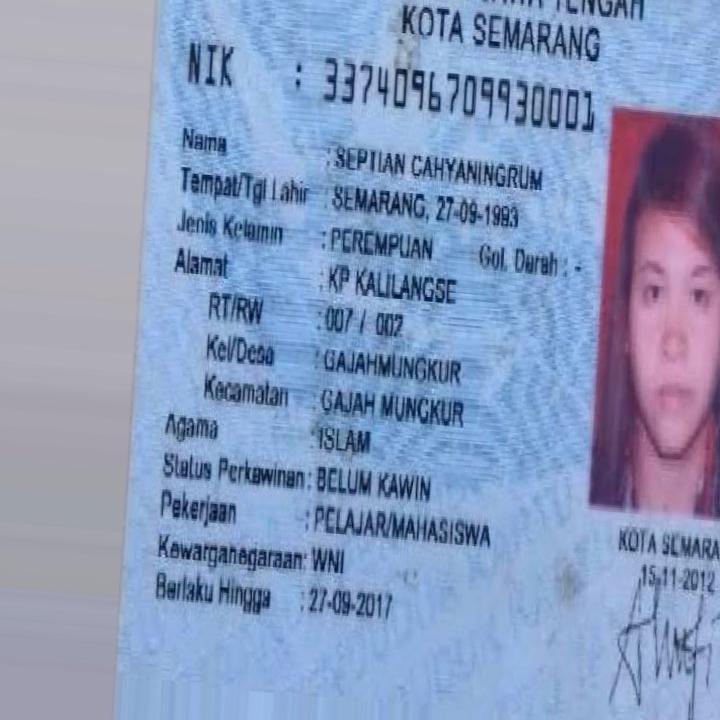 TENGAH
KOTA SEMARANG
NIK : 3374096709930001
Nama : SEPTIAN CAHYANINGRUM
Tempat/Tgl Lahir : SEMARANG, 27-09-1993
Jenis Kelamin : PEREMPUAN Gol. Darah : -
Alamat : KP KALILANGSE
RT/RW : 007 / 002
Kel/Desa : GAJAHMUNGKUR
Kecamatan : GAJAH MUNGKUR
Agama : ISLAM
Status Perkawinan : BELUM KAWIN
Pekerjaan : PELAJAR/MAHASISWA
Kewarganegaraan: WNI
Berlaku Hingga : 27-09-2017
KOTA SEMARA
15-11-2012